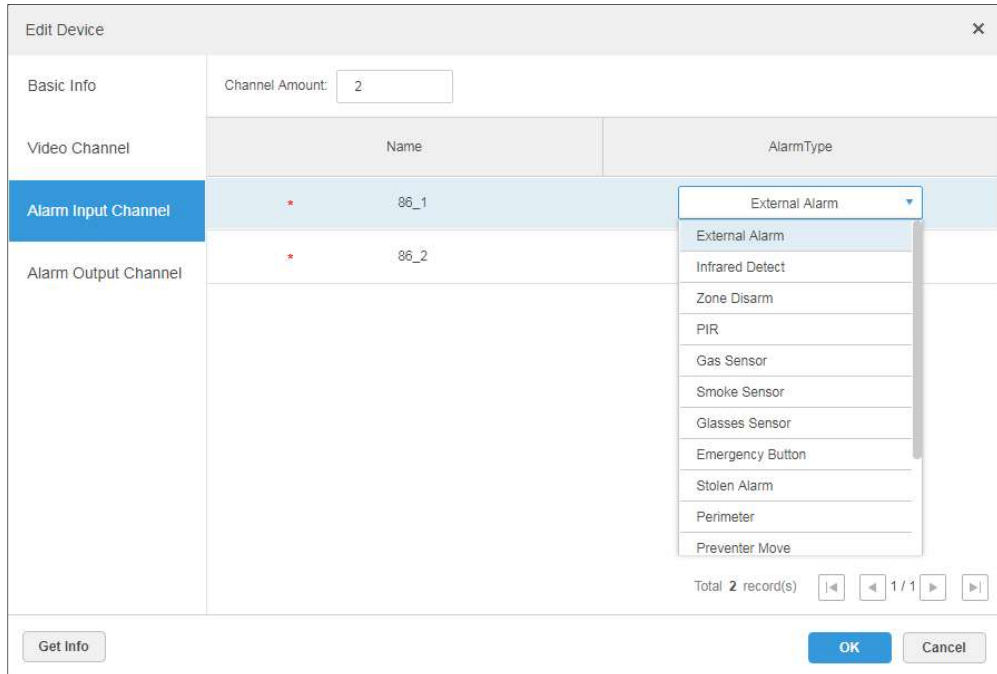 Edit Device
Basic Info
Channel Amount: 2
Video Channel
Name AlarmType
Alarm Input Channel
* 86_1 External Alarm
External Alarm
Alarm Output Channel
* 86_2
Infrared Detect
Zone Disarm
PIR
Gas Sensor
Smoke Sensor
Glasses Sensor
Emergency Button
Stolen Alarm
Perimeter
Preventer Move
Total 2 record(s) 1 / 1
Get Info OK Cancel